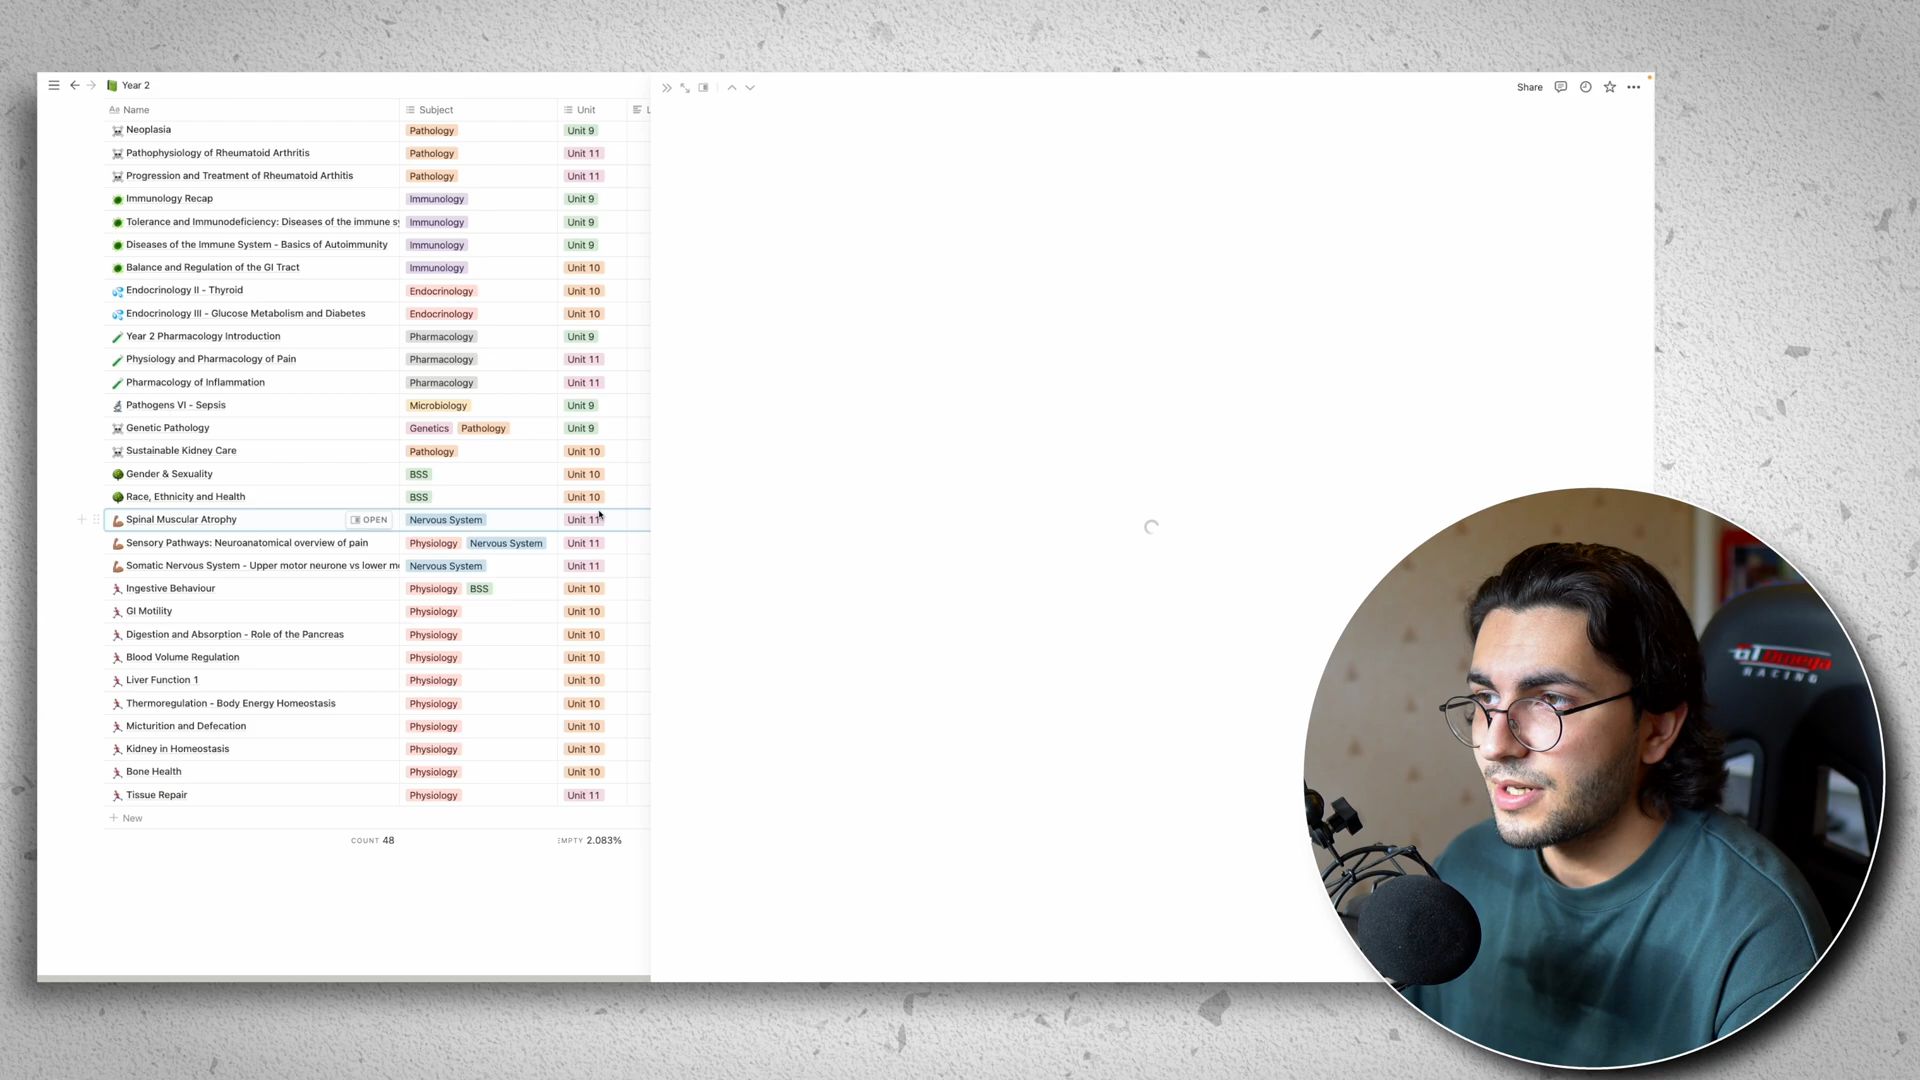 Year 2
Share
Aa Name Subject Unit L
Neoplasia Pathology Unit 9
Pathophysiology of Rheumatoid Arthritis Pathology Unit 11
Progression and Treatment of Rheumatoid Arthitis Pathology Unit 11
Immunology Recap Immunology Unit 9
Tolerance and Immunodeficiency: Diseases of the immune sy Immunology Unit 9
Diseases of the Immune System - Basics of Autoimmunity Immunology Unit 9
Balance and Regulation of the GI Tract Immunology Unit 10
Endocrinology II - Thyroid Endocrinology Unit 10
Endocrinology III - Glucose Metabolism and Diabetes Endocrinology Unit 10
Year 2 Pharmacology Introduction Pharmacology Unit 9
Physiology and Pharmacology of Pain Pharmacology Unit 11
Pharmacology of Inflammation Pharmacology Unit 11
Pathogens VI - Sepsis Microbiology Unit 9
Genetic Pathology Genetics Pathology Unit 9
Sustainable Kidney Care Pathology Unit 10
Gender & Sexuality BSS Unit 10
Race, Ethnicity and Health BSS Unit 10
Spinal Muscular Atrophy OPEN Nervous System Unit 11
Sensory Pathways: Neuroanatomical overview of pain Physiology Nervous System Unit 11
Somatic Nervous System - Upper motor neurone vs lower mo Nervous System Unit 11
Ingestive Behaviour Physiology BSS Unit 10
GI Motility Physiology Unit 10
Digestion and Absorption - Role of the Pancreas Physiology Unit 10
Blood Volume Regulation Physiology Unit 10
Liver Function 1 Physiology Unit 10
Thermoregulation - Body Energy Homeostasis Physiology Unit 10
Micturition and Defecation Physiology Unit 10
Kidney in Homeostasis Physiology Unit 10
Bone Health Physiology Unit 10
Tissue Repair Physiology Unit 11
+ New
COUNT 48 EMPTY 2.083%
GT Omega
RACING